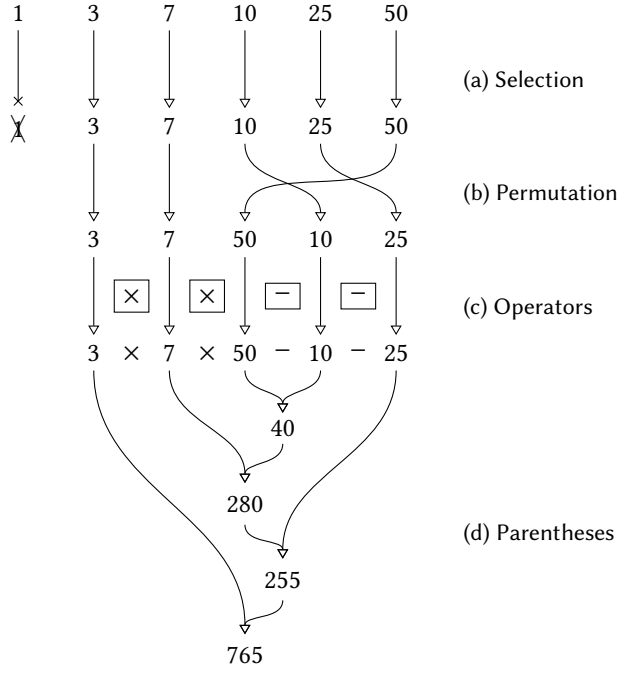 1 3 7 10 25 50
(a) Selection
1 3 7 10 25 50
(b) Permutation
3 7 50 10 25
× × − −
(c) Operators
3 × 7 × 50 − 10 − 25
40
280
(d) Parentheses
255
765